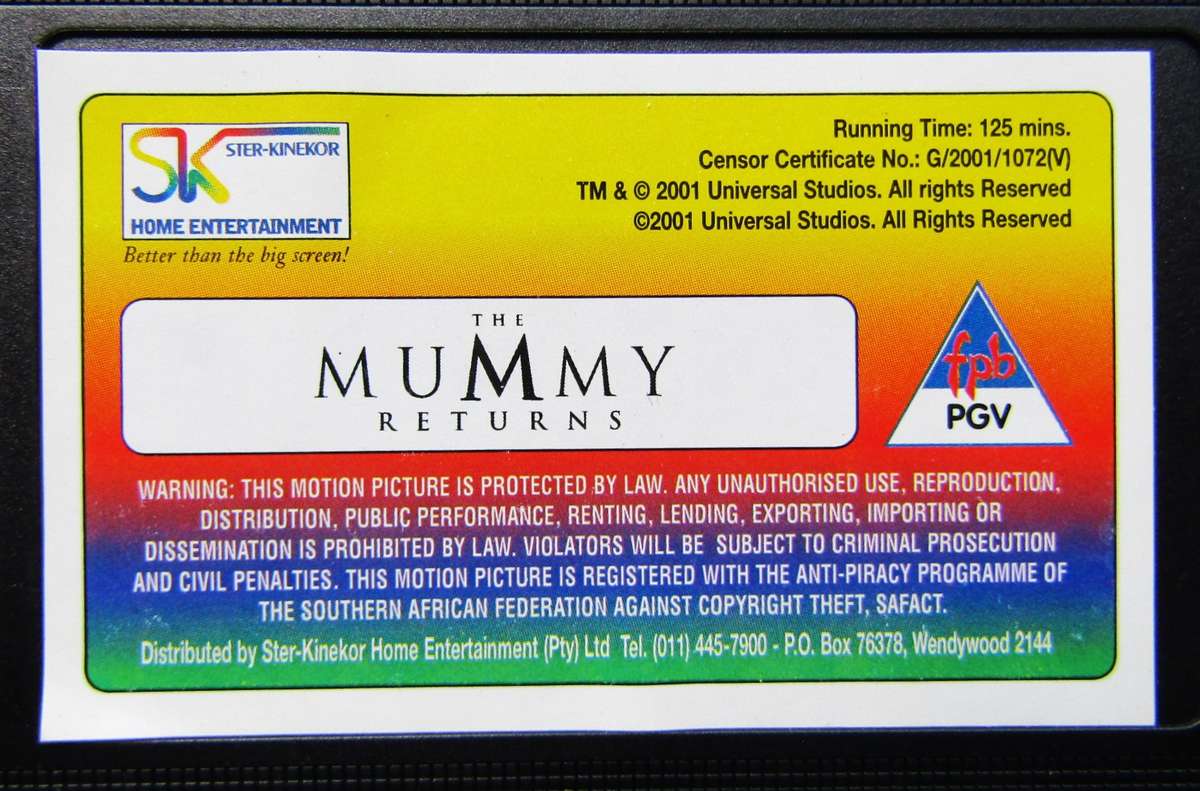 SK STER-KINEKOR
HOME ENTERTAINMENT
Better than the big screen!
Running Time: 125 mins.
Censor Certificate No.: G/2001/1072(V)
TM & © 2001 Universal Studios. All rights Reserved
©2001 Universal Studios. All Rights Reserved
THE
MUMMY
RETURNS
fpb
PGV
WARNING: THIS MOTION PICTURE IS PROTECTED BY LAW. ANY UNAUTHORISED USE, REPRODUCTION,
DISTRIBUTION, PUBLIC PERFORMANCE, RENTING, LENDING, EXPORTING, IMPORTING OR
DISSEMINATION IS PROHIBITED BY LAW. VIOLATORS WILL BE SUBJECT TO CRIMINAL PROSECUTION
AND CIVIL PENALTIES. THIS MOTION PICTURE IS REGISTERED WITH THE ANTI-PIRACY PROGRAMME OF
THE SOUTHERN AFRICAN FEDERATION AGAINST COPYRIGHT THEFT, SAFACT.
Distributed by Ster-Kinekor Home Entertainment (Pty) Ltd Tel. (011) 445-7900 - P.O. Box 76378, Wendywood 2144